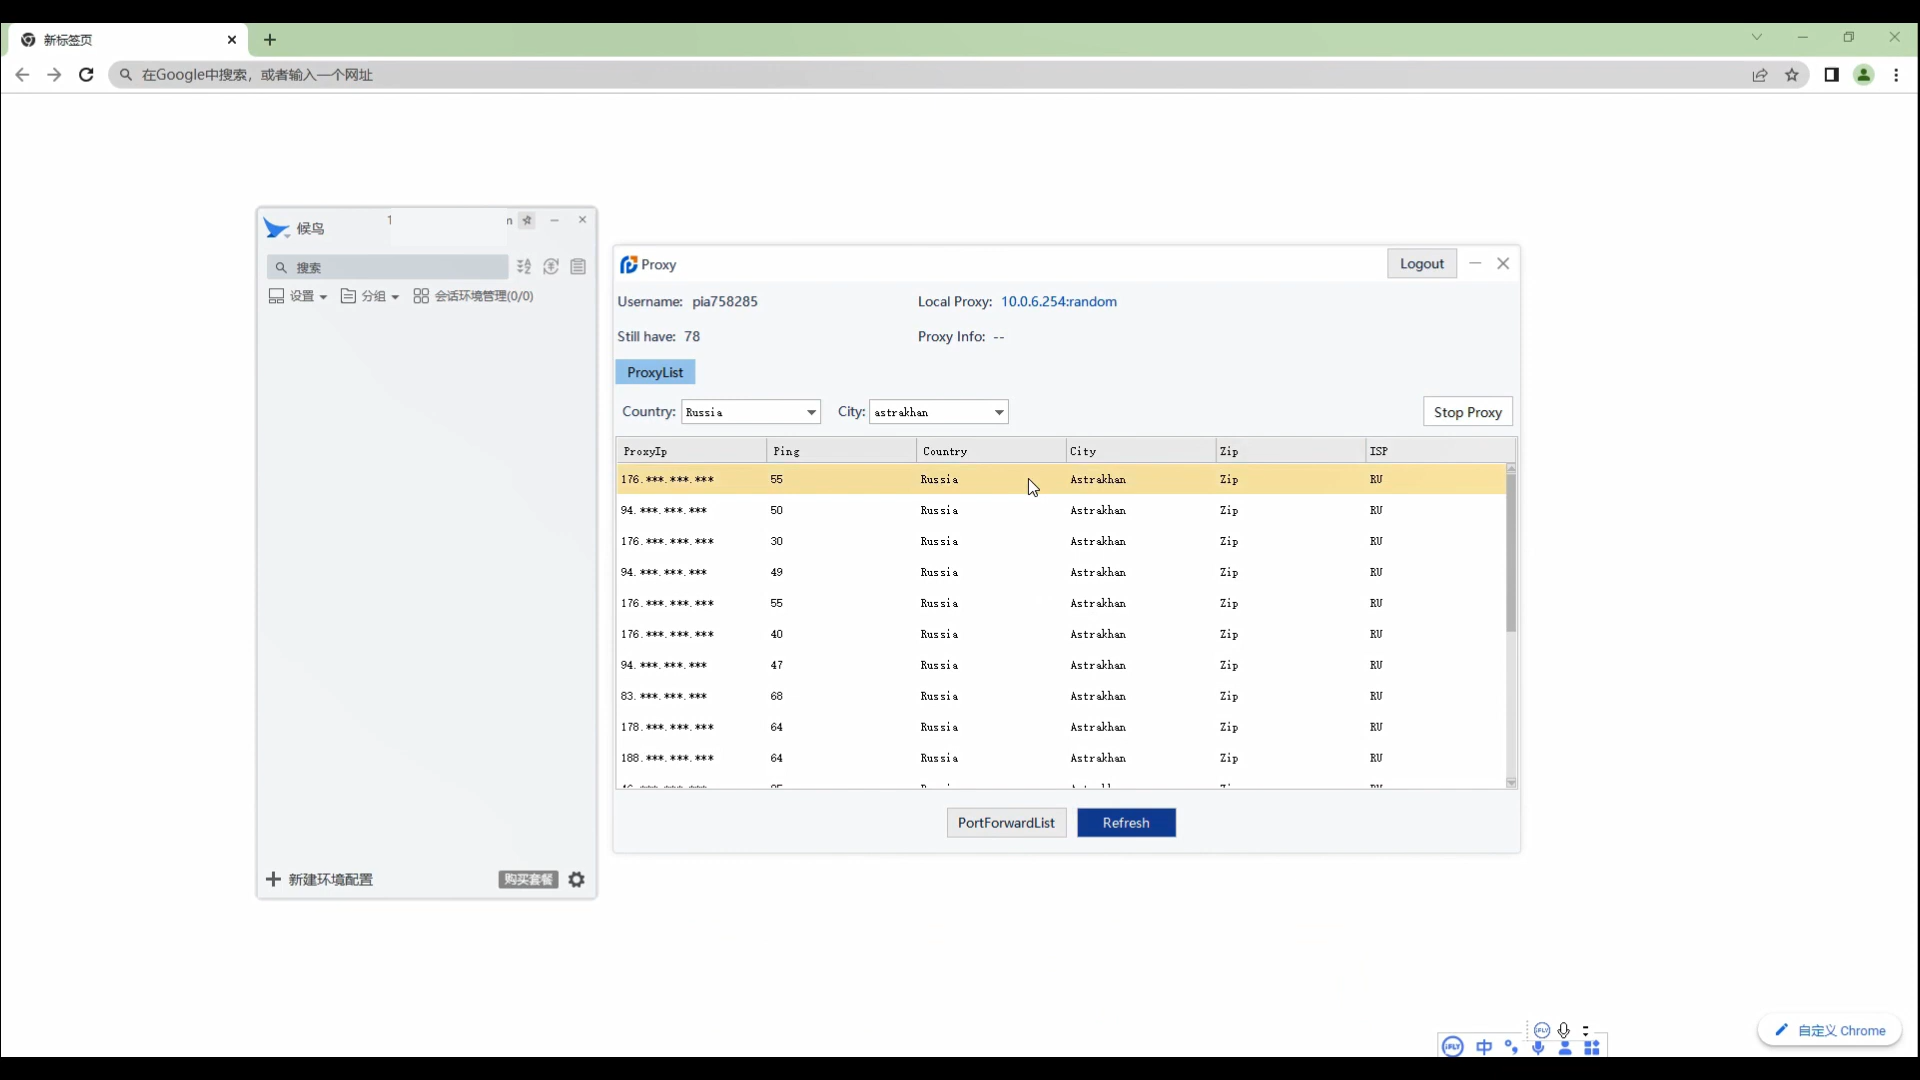 新标签页
在Google中搜索，或者输入一个网址
候鸟
1
n
搜索
设置
分组
会话环境管理(0/0)
新建环境配置
购买套餐
Proxy
Logout
Username: pia758285
Local Proxy: 10.0.6.254:random
Still have: 78
Proxy Info: --
ProxyList
Country: Russia
City: astrakhan
Stop Proxy
ProxyIp Ping Country City Zip ISP
176.***.***.*** 55 Russia Astrakhan Zip RU
94.***.***.*** 50 Russia Astrakhan Zip RU
176.***.***.*** 30 Russia Astrakhan Zip RU
94.***.***.*** 49 Russia Astrakhan Zip RU
176.***.***.*** 55 Russia Astrakhan Zip RU
176.***.***.*** 40 Russia Astrakhan Zip RU
94.***.***.*** 47 Russia Astrakhan Zip RU
83.***.***.*** 68 Russia Astrakhan Zip RU
178.***.***.*** 64 Russia Astrakhan Zip RU
188.***.***.*** 64 Russia Astrakhan Zip RU
PortForwardList
Refresh
iFLY
iFLY 中
自定义 Chrome